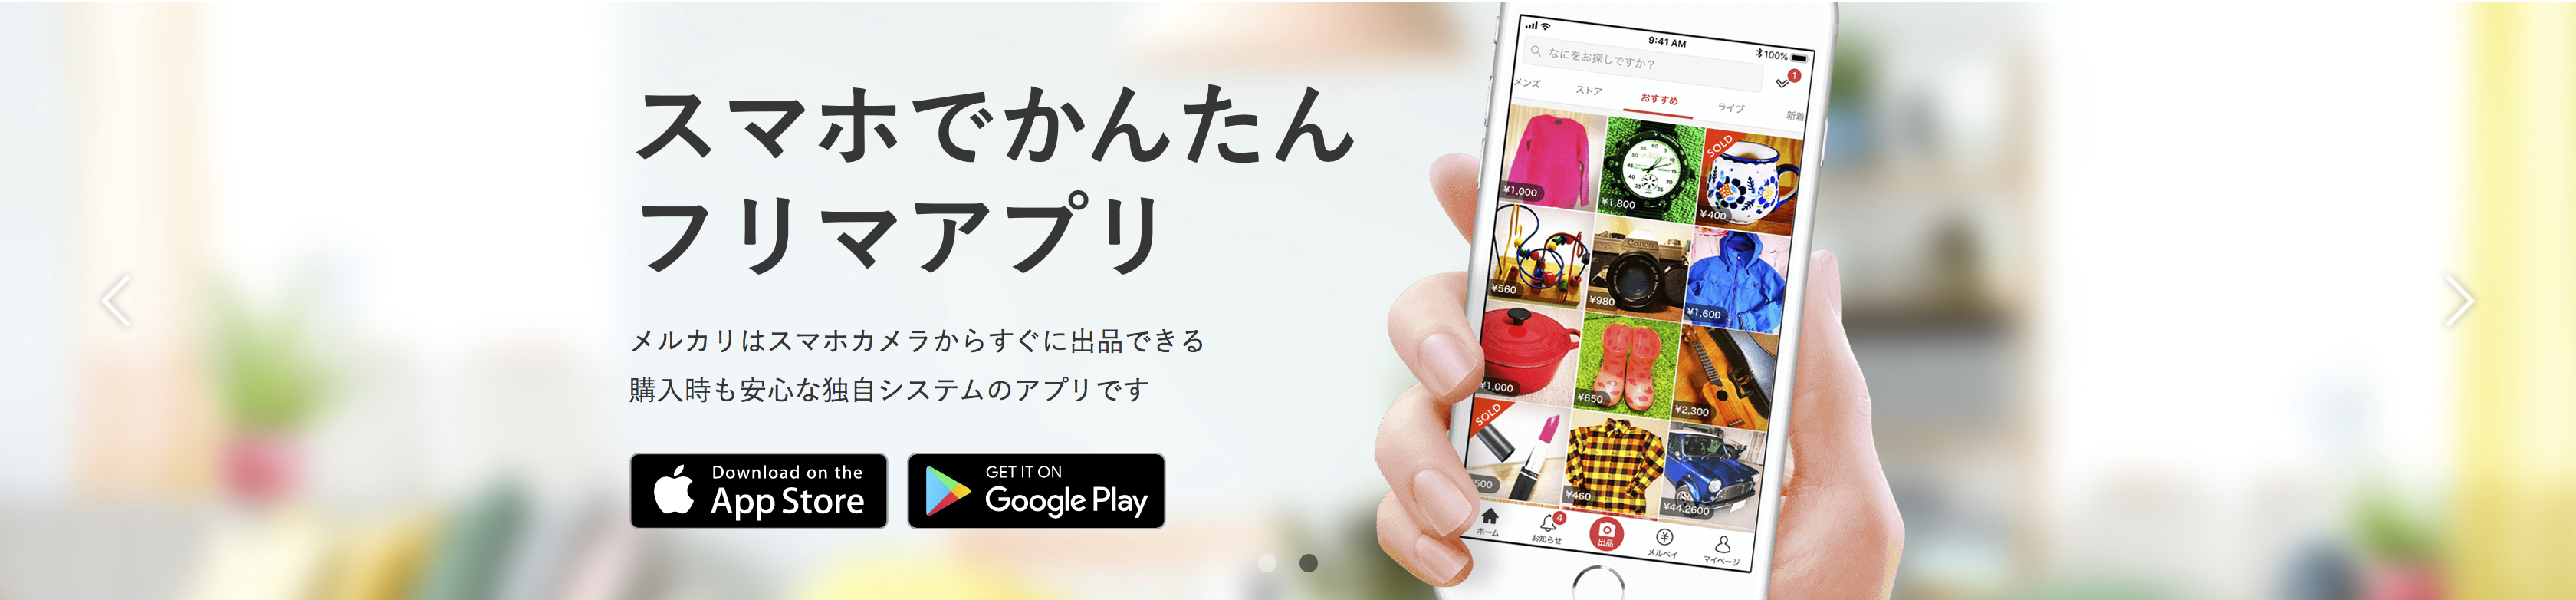 スマホでかんたん
フリマアプリ
メルカリはスマホカメラからすぐに出品できる
購入時も安心な独自システムのアプリです
Download on the
App Store
GET IT ON
Google Play
9:41 AM
100%
なにをお探しですか？
1
メンズ ストア おすすめ ライブ 新着
¥1,000
¥1,800
SOLD
¥400
¥560
Canon
¥980
¥1,600
¥1,000
¥650
¥2,300
SOLD
¥500
¥460
¥44,2600
4
ホーム お知らせ 出品 メルペイ マイページ